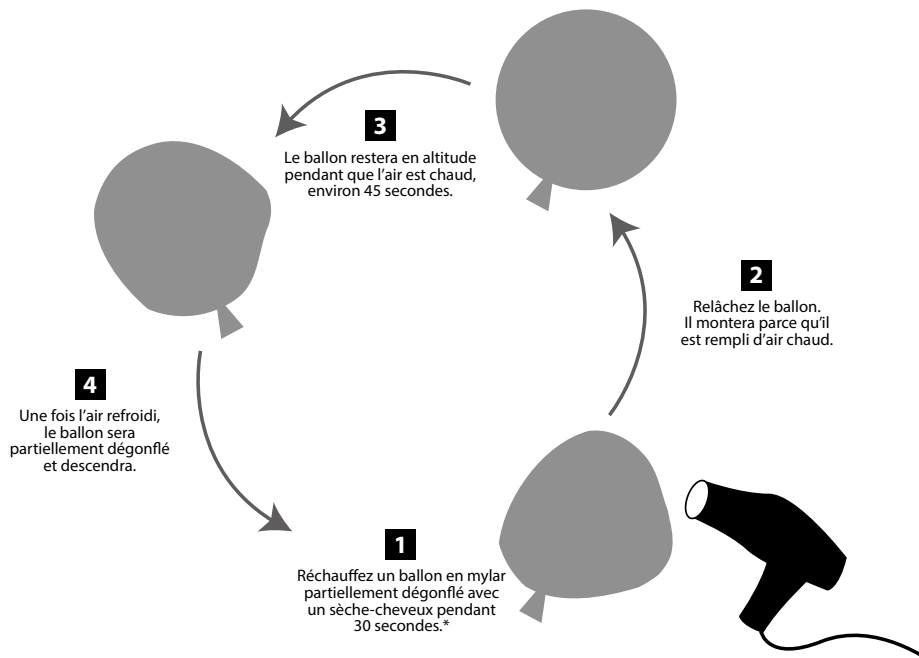 1
Réchauffez un ballon en mylar
partiellement dégonflé avec
un sèche-cheveux pendant
30 secondes.*
2
Relâchez le ballon.
Il montera parce qu'il
est rempli d'air chaud.
3
Le ballon restera en altitude
pendant que l'air est chaud,
environ 45 secondes.
4
Une fois l'air refroidi,
le ballon sera
partiellement dégonflé
et descendra.